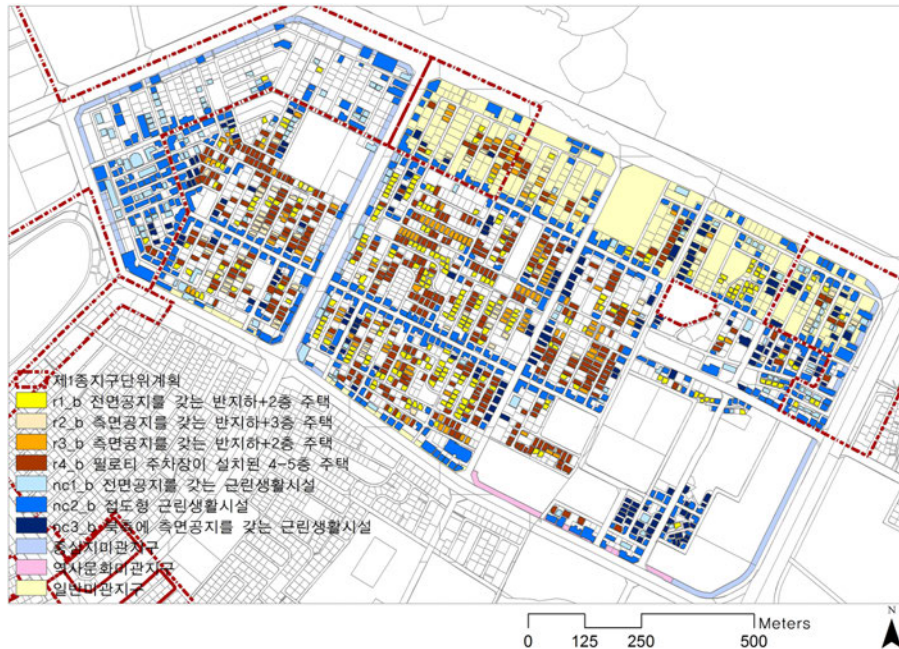 제1종지구단위계획
r1_b 전면공지를 갖는 반지하+2층 주택
r2_b 측면공지를 갖는 반지하+3층 주택
r3_b 측면공지를 갖는 반지하+2층 주택
r4_b 필로티 주차장이 설치된 4-5층 주택
nc1_b 전면공지를 갖는 근린생활시설
nc2_b 접도형 근린생활시설
nc3_b 측면공지를 갖는 근린생활시설
중심지미관지구
역사문화미관지구
일반미관지구
Meters
0 125 250 500
N